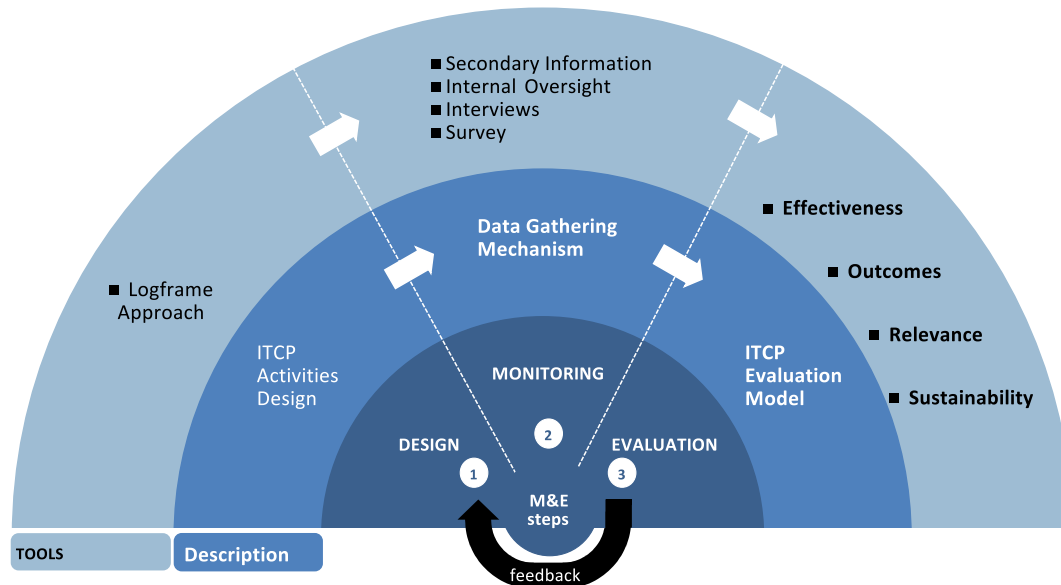 ■ Secondary Information
■ Internal Oversight
■ Interviews
■ Survey
■ Logframe
Approach
Data Gathering
Mechanism
■ Effectiveness
■ Outcomes
■ Relevance
■ Sustainability
ITCP
Activities
Design
ITCP
Evaluation
Model
MONITORING
2
DESIGN
1
EVALUATION
3
M&E
steps
feedback
TOOLS
Description